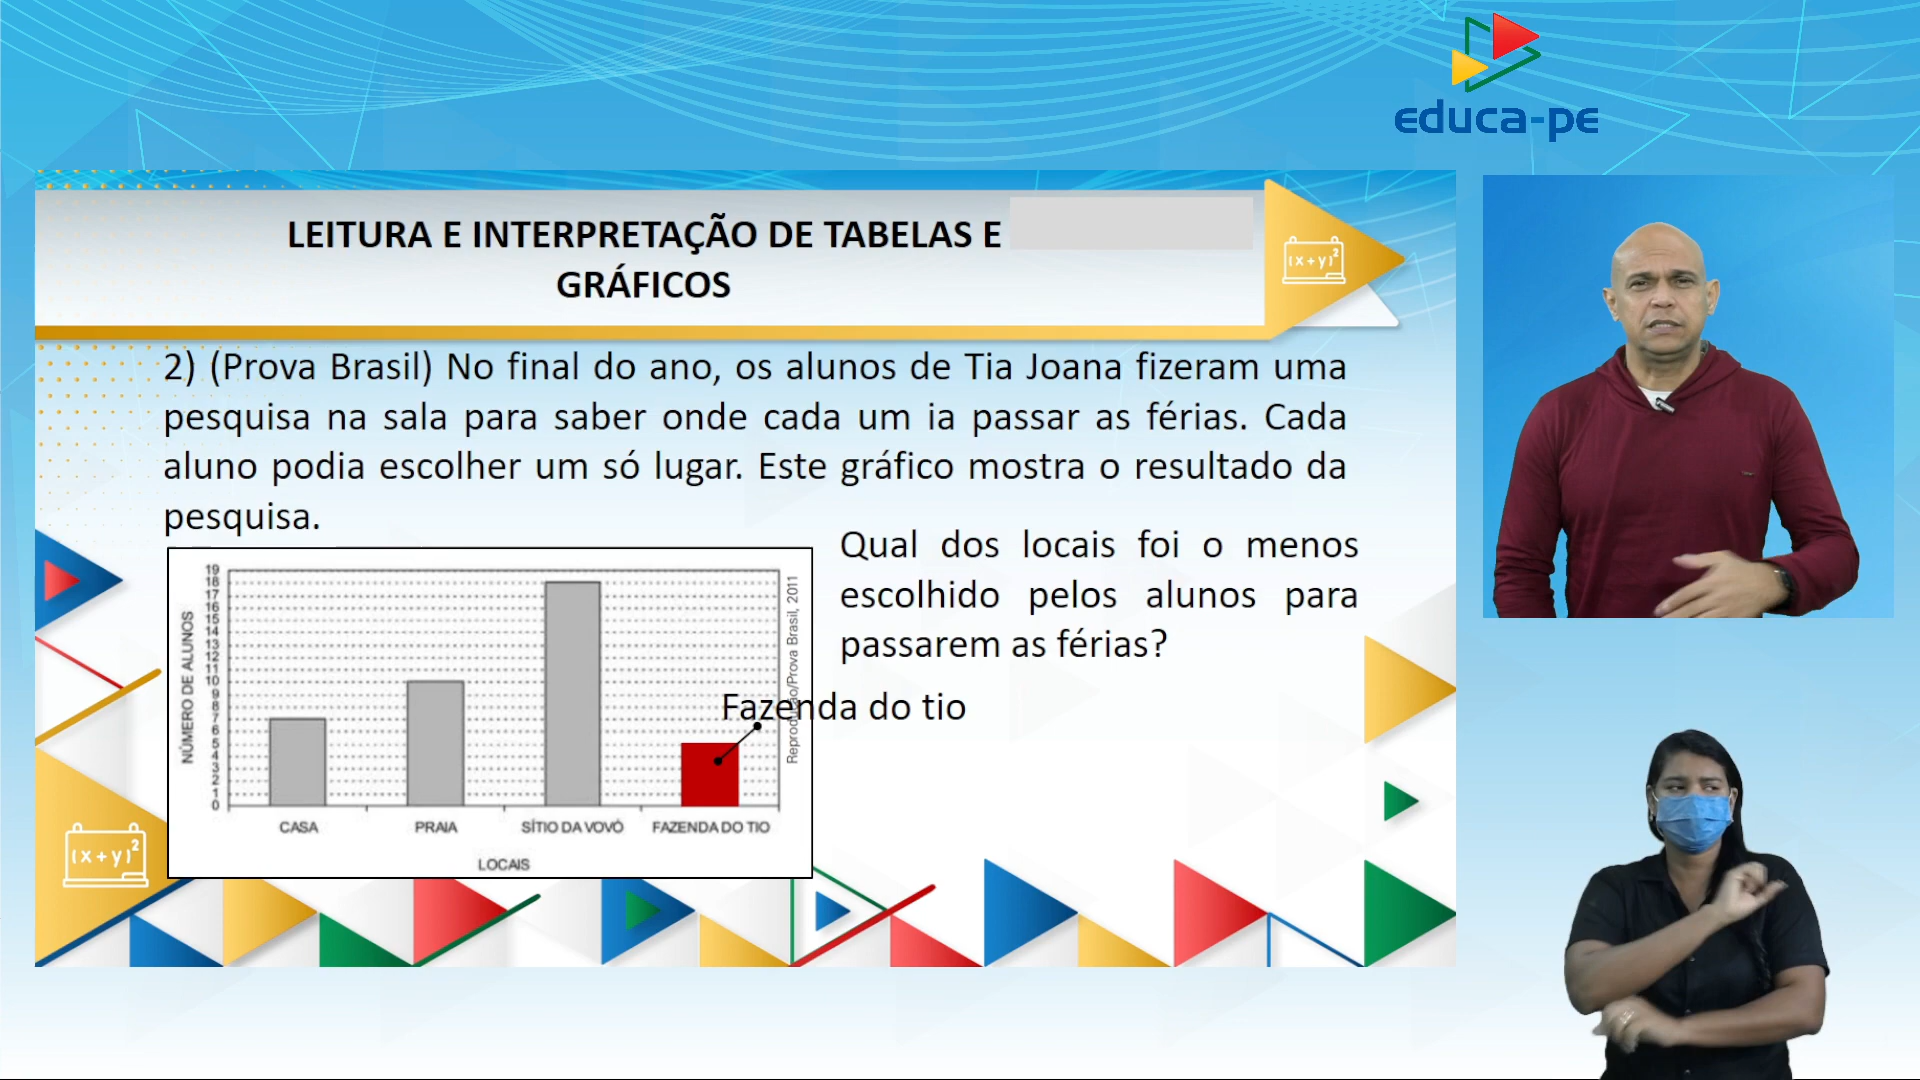 educa-pe
LEITURA E INTERPRETAÇÃO DE TABELAS E
GRÁFICOS
(x+y)²
2) (Prova Brasil) No final do ano, os alunos de Tia Joana fizeram uma
pesquisa na sala para saber onde cada um ia passar as férias. Cada
aluno podia escolher um só lugar. Este gráfico mostra o resultado da
pesquisa.
Qual dos locais foi o menos
escolhido pelos alunos para
passarem as férias?
Fazenda do tio
NÚMERO DE ALUNOS
19
18
17
16
15
14
13
12
11
10
9
8
7
6
5
4
3
2
1
0
CASA PRAIA SÍTIO DA VOVÓ FAZENDA DO TIO
LOCAIS
Reprodução/Prova Brasil, 2011
(x+y)²